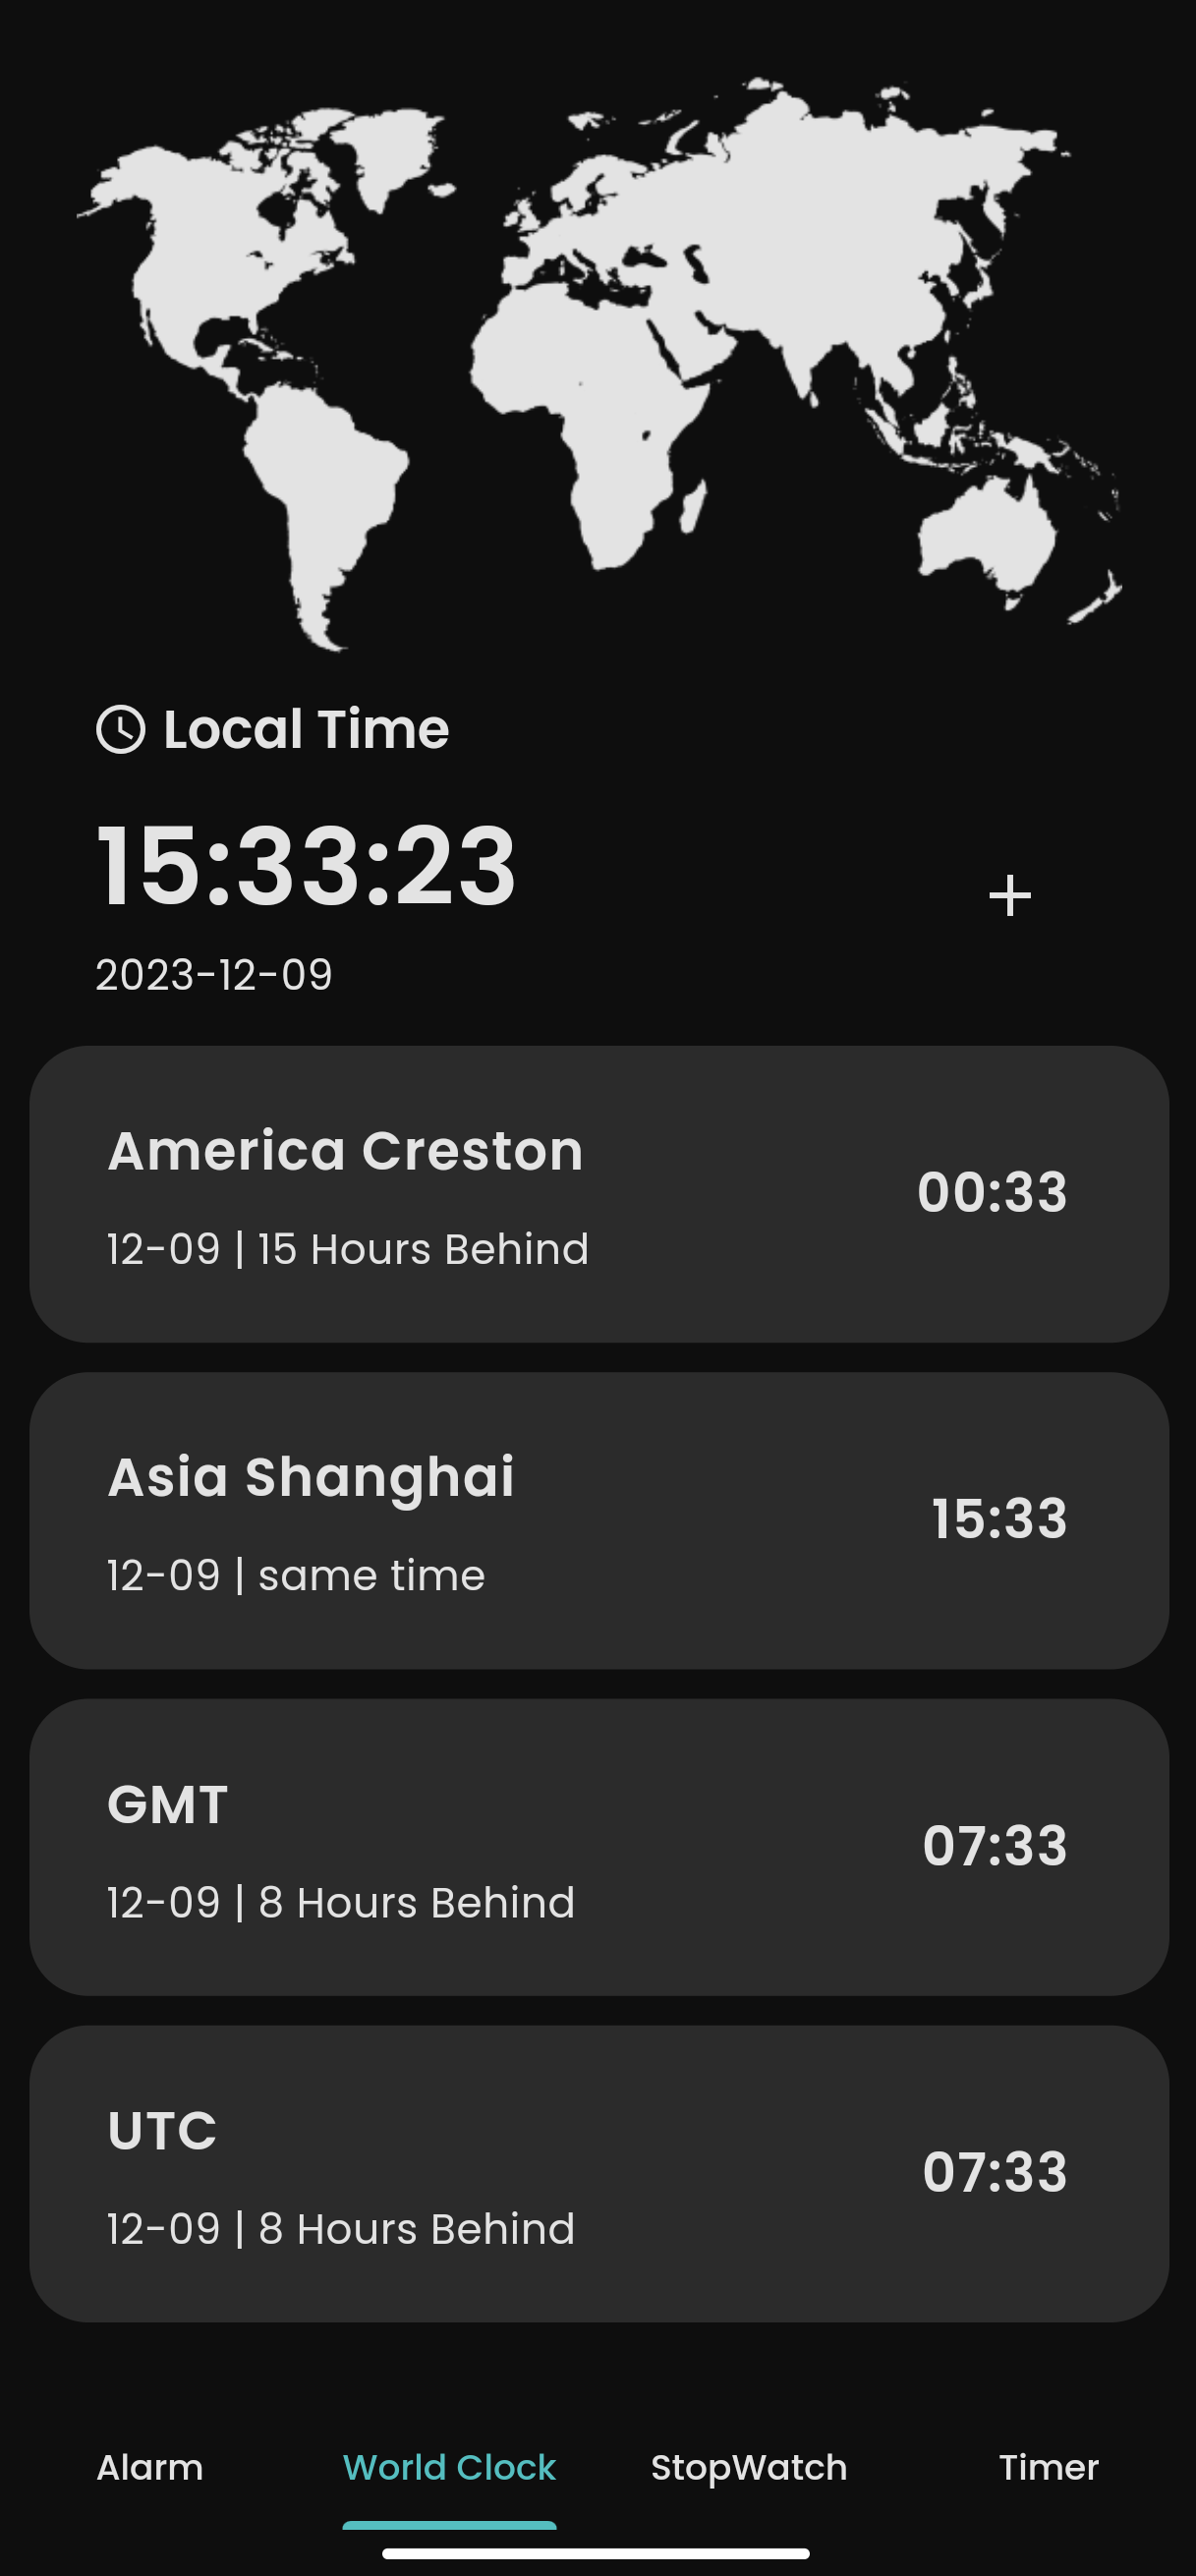 Local Time
15:33:23
2023-12-09
America Creston
00:33
12-09 | 15 Hours Behind
Asia Shanghai
15:33
12-09 | same time
GMT
07:33
12-09 | 8 Hours Behind
UTC
07:33
12-09 | 8 Hours Behind
Alarm World Clock StopWatch Timer